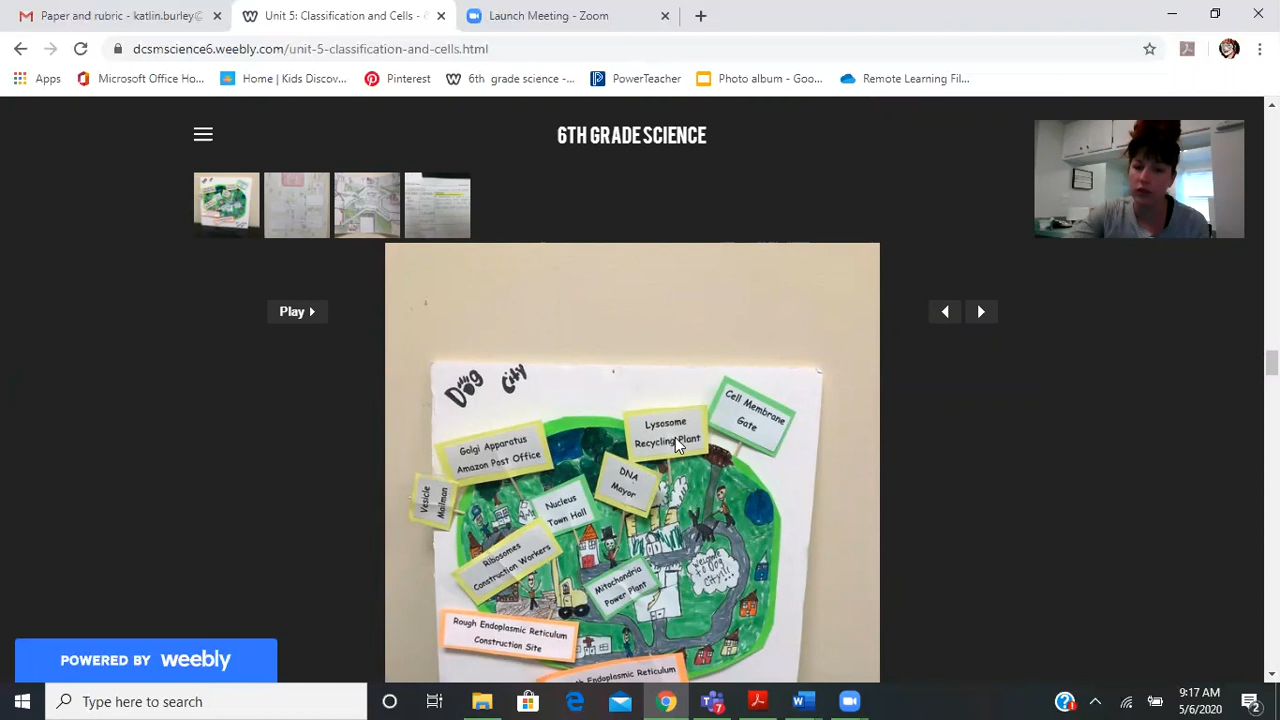 Paper and rubric - katlin.burley@
Unit 5: Classification and Cells -
Launch Meeting - Zoom
dcsmscience6.weebly.com/unit-5-classification-and-cells.html
Apps
Microsoft Office Ho...
Home | Kids Discov...
Pinterest
6th grade science -...
PowerTeacher
Photo album - Goo...
Remote Learning Fil...
6TH GRADE SCIENCE
Play
Dog City
Cell Membrane
Gate
Lysosome
Recycling Plant
Golgi Apparatus
Amazon Post Office
DNA
Mayor
Vesicle
Mailman
Nucleus
Town Hall
Ribosomes
Construction Workers
Mitochondria
Power Plant
Welcome
to Dog
City!!!
Rough Endoplasmic Reticulum
Construction Site
Endoplasmic Reticulum
POWERED BY weebly
Type here to search
7
9:17 AM
5/6/2020
2